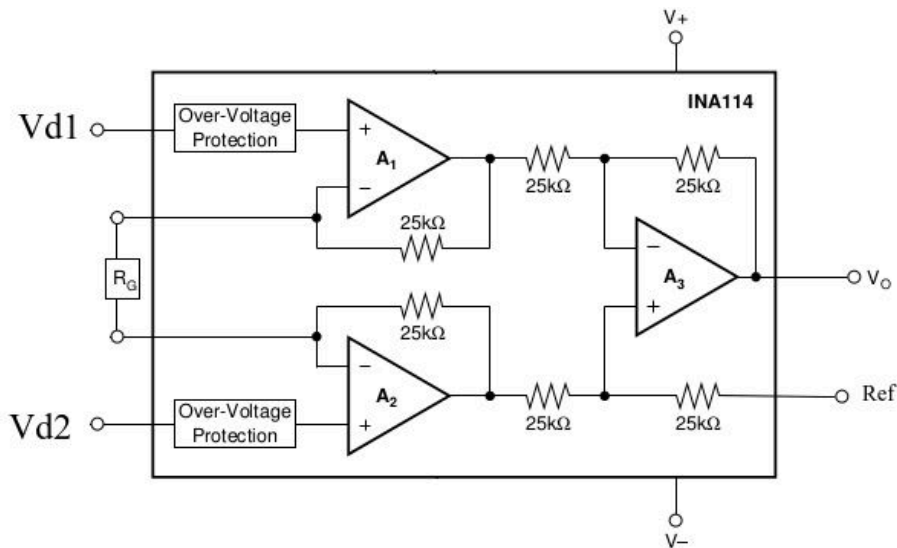 V+
INA114
Vd1
Over-Voltage
Protection
+
A1
−
25kΩ
25kΩ
25kΩ
RG
−
A3
+
VO
25kΩ
−
A2
+
25kΩ
25kΩ
Ref
Vd2
Over-Voltage
Protection
V−